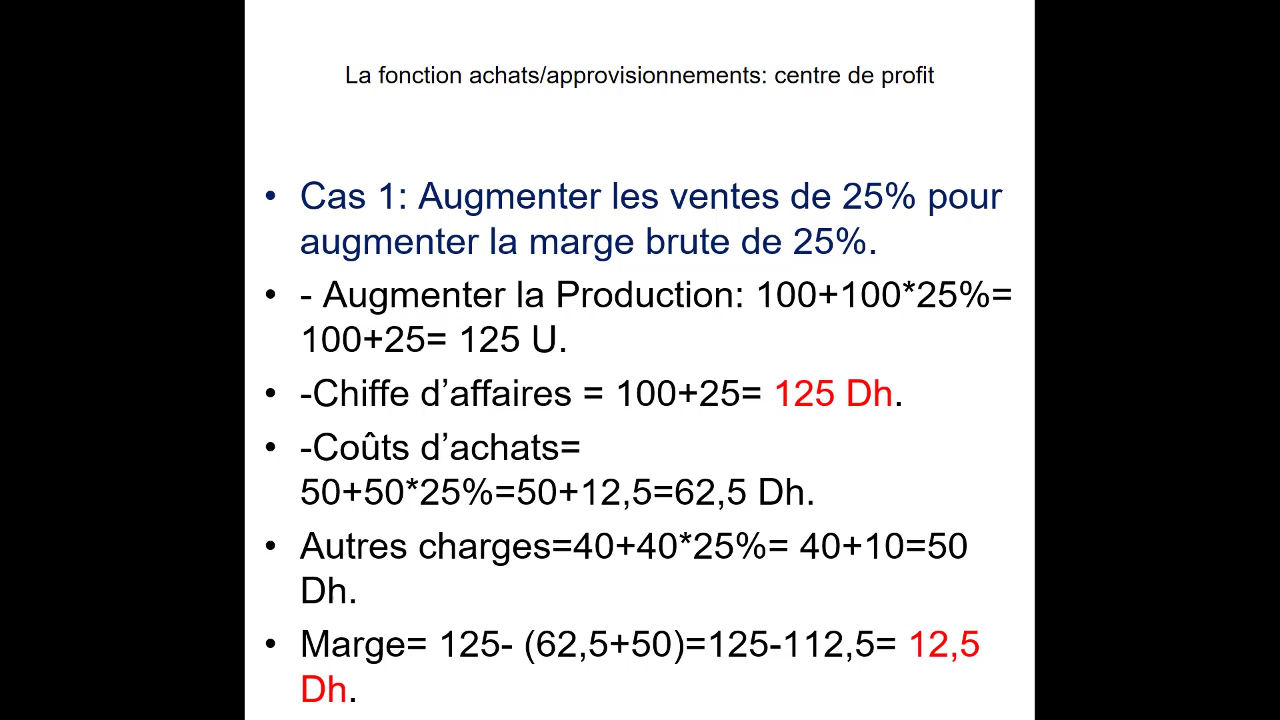 La fonction achats/approvisionnements: centre de profit
• Cas 1: Augmenter les ventes de 25% pour
augmenter la marge brute de 25%.
• - Augmenter la Production: 100+100*25%=
100+25= 125 U.
• -Chiffe d’affaires = 100+25= 125 Dh.
• -Coûts d’achats=
50+50*25%=50+12,5=62,5 Dh.
• Autres charges=40+40*25%= 40+10=50
Dh.
• Marge= 125- (62,5+50)=125-112,5= 12,5
Dh.